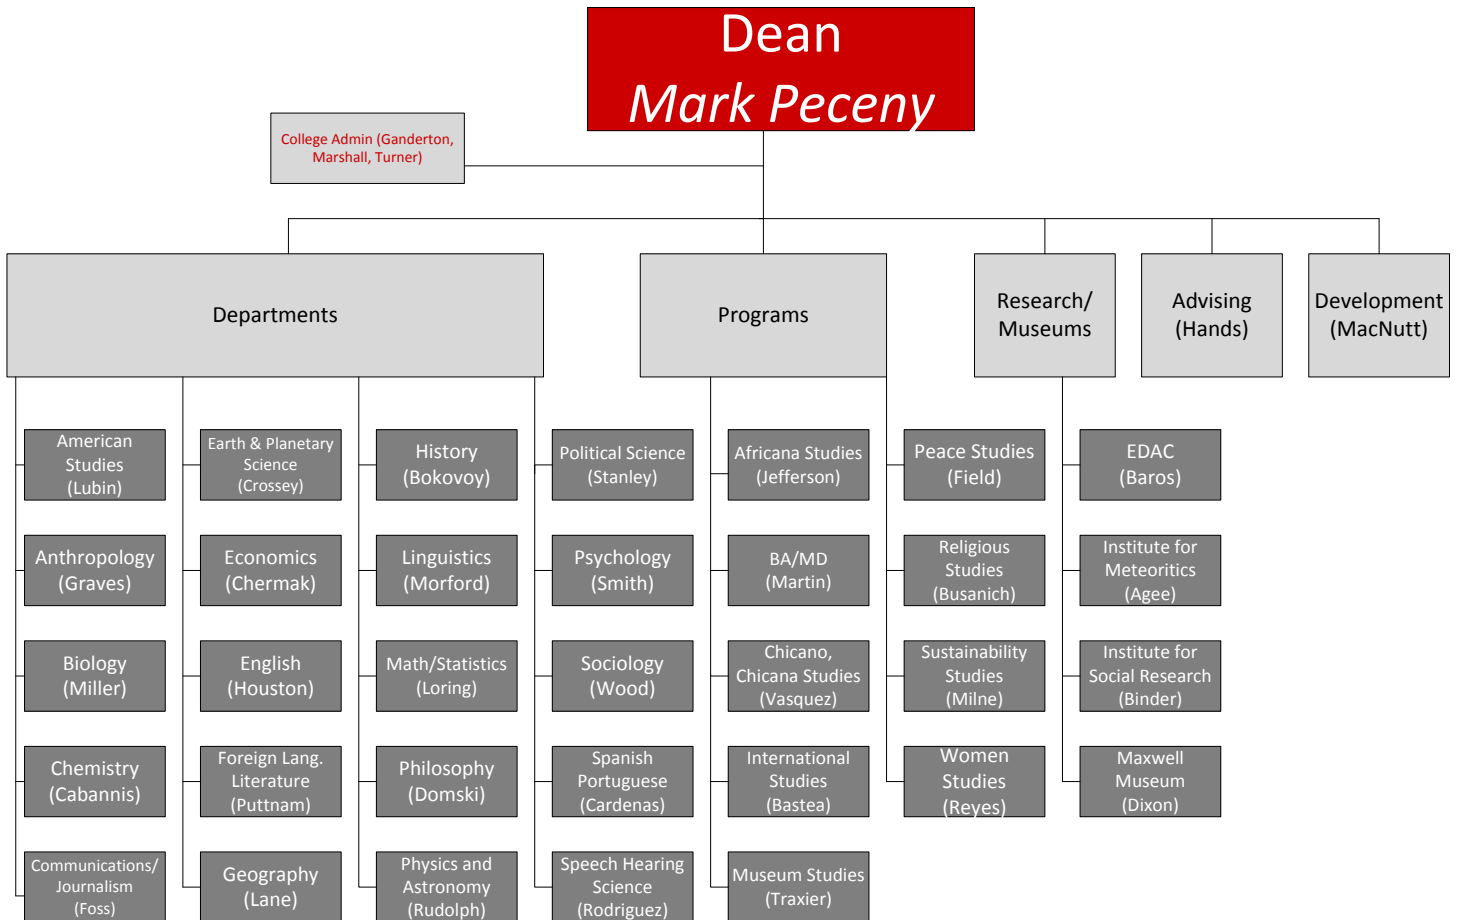 Dean
Mark Peceny
College Admin (Ganderton,
Marshall, Turner)
Departments
Programs
Research/
Museums
Advising
(Hands)
Development
(MacNutt)
American
Studies
(Lubin)
Earth & Planetary
Science
(Crossey)
History
(Bokovoy)
Political Science
(Stanley)
Africana Studies
(Jefferson)
Peace Studies
(Field)
EDAC
(Baros)
Anthropology
(Graves)
Economics
(Chermak)
Linguistics
(Morford)
Psychology
(Smith)
BA/MD
(Martin)
Religious
Studies
(Busanich)
Institute for
Meteoritics
(Agee)
Biology
(Miller)
English
(Houston)
Math/Statistics
(Loring)
Sociology
(Wood)
Chicano,
Chicana Studies
(Vasquez)
Sustainability
Studies
(Milne)
Institute for
Social Research
(Binder)
Chemistry
(Cabannis)
Foreign Lang.
Literature
(Puttnam)
Philosophy
(Domski)
Spanish
Portuguese
(Cardenas)
International
Studies
(Bastea)
Women
Studies
(Reyes)
Maxwell
Museum
(Dixon)
Communications/
Journalism
(Foss)
Geography
(Lane)
Physics and
Astronomy
(Rudolph)
Speech Hearing
Science
(Rodriguez)
Museum Studies
(Traxier)